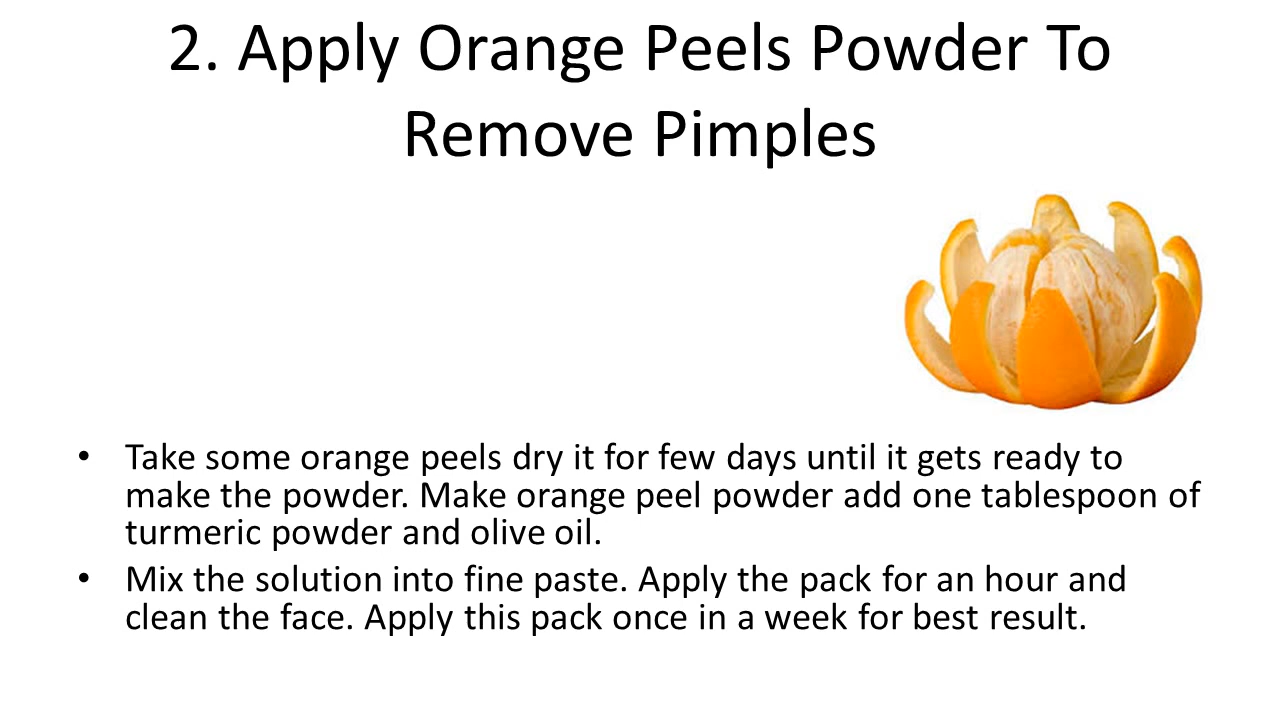 2. Apply Orange Peels Powder To
Remove Pimples
• Take some orange peels dry it for few days until it gets ready to
make the powder. Make orange peel powder add one tablespoon of
turmeric powder and olive oil.
• Mix the solution into fine paste. Apply the pack for an hour and
clean the face. Apply this pack once in a week for best result.